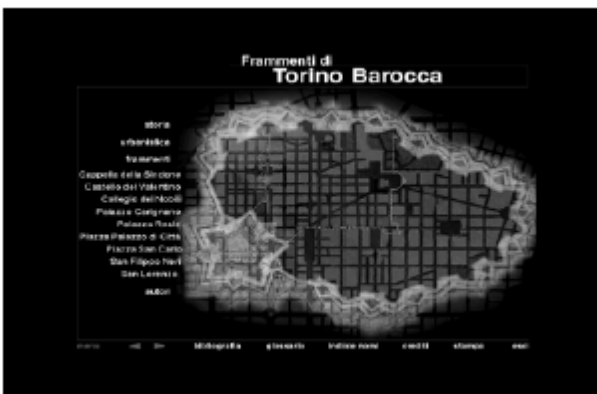 Frammenti di
Torino Barocca
storia
urbanistica
frammenti
Cappella della Sindone
Castello del Valentino
Collegio dei Nobili
Palazzo Carignano
Palazzo Reale
Piazza Palazzo di Città
Piazza San Carlo
San Filippo Neri
San Lorenzo
autori
bibliografia glossario indice nomi crediti stampa esci